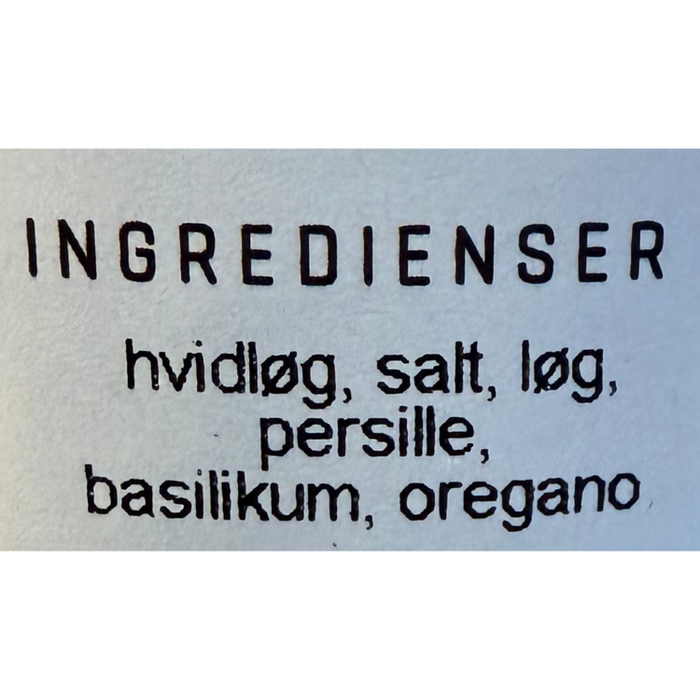 INGREDIENSER
hvidløg, salt, løg,
persille,
basilikum, oregano